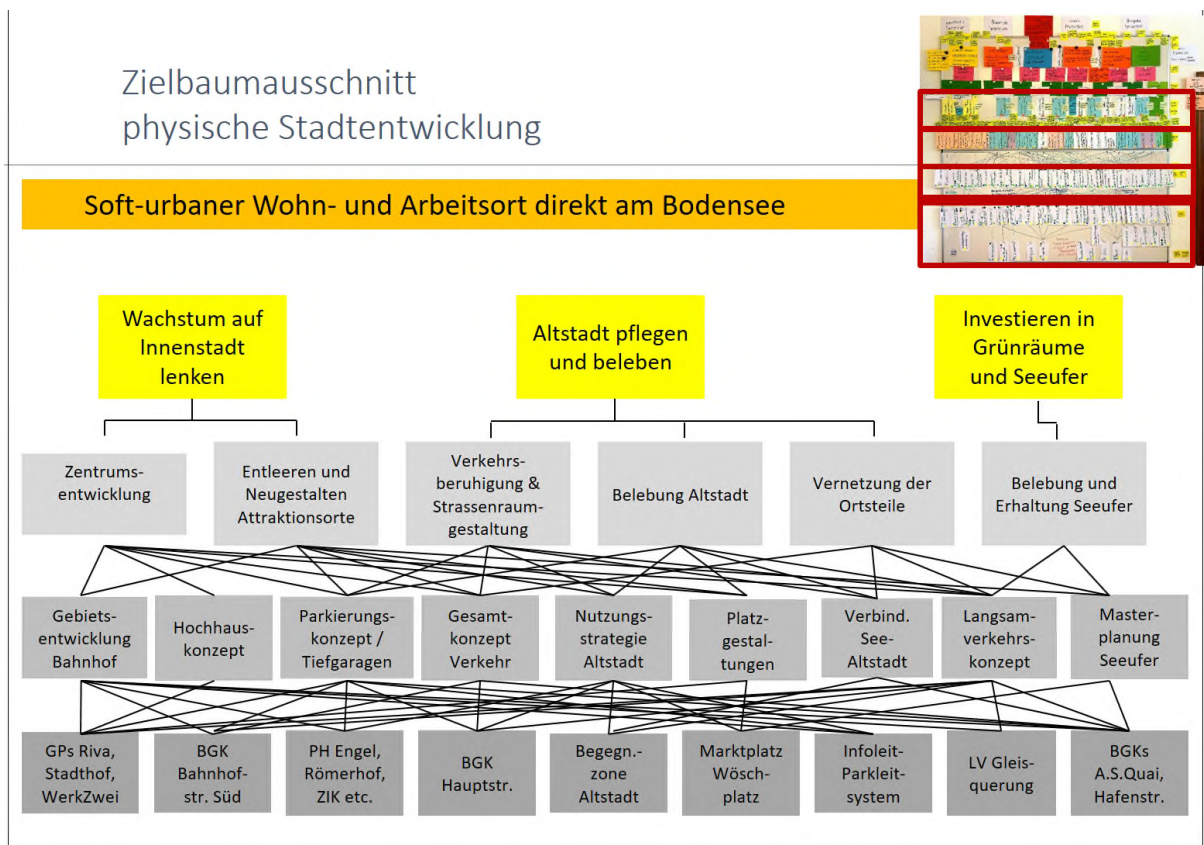 Zielbaumausschnitt
physische Stadtentwicklung
Soft-urbaner Wohn- und Arbeitsort direkt am Bodensee
Wachstum auf
Innenstadt
lenken
Altstadt pflegen
und beleben
Investieren in
Grünräume
und Seeufer
Zentrums-
entwicklung
Entleeren und
Neugestalten
Attraktionsorte
Verkehrs-
beruhigung &
Strassenraum-
gestaltung
Belebung Altstadt
Vernetzung der
Ortsteile
Belebung und
Erhaltung Seeufer
Gebiets-
entwicklung
Bahnhof
Hochhaus-
konzept
Parkierungs-
konzept /
Tiefgaragen
Gesamt-
konzept
Verkehr
Nutzungs-
strategie
Altstadt
Platz-
gestal-
tungen
Verbind.
See-
Altstadt
Langsam-
verkehrs-
konzept
Master-
planung
Seeufer
GPs Riva,
Stadthof,
WerkZwei
BGK
Bahnhof-
str. Süd
PH Engel,
Römerhof,
ZIK etc.
BGK
Hauptstr.
Begegn.-
zone
Altstadt
Marktplatz
Wösch-
platz
Infoleit-
Parkleit-
system
LV Gleis-
querung
BGKs
A.S.Quai,
Hafenstr.